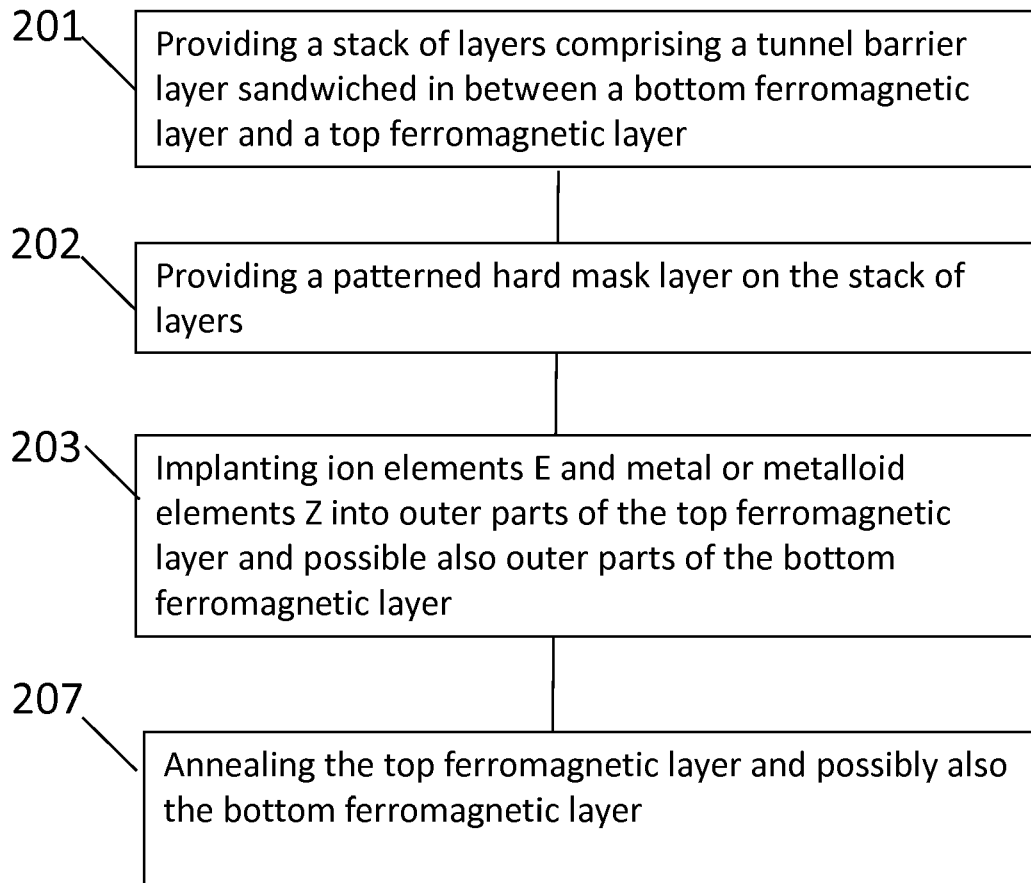 201
Providing a stack of layers comprising a tunnel barrier
layer sandwiched in between a bottom ferromagnetic
layer and a top ferromagnetic layer
202
Providing a patterned hard mask layer on the stack of
layers
203
Implanting ion elements E and metal or metalloid
elements Z into outer parts of the top ferromagnetic
layer and possible also outer parts of the bottom
ferromagnetic layer
207
Annealing the top ferromagnetic layer and possibly also
the bottom ferromagnetic layer